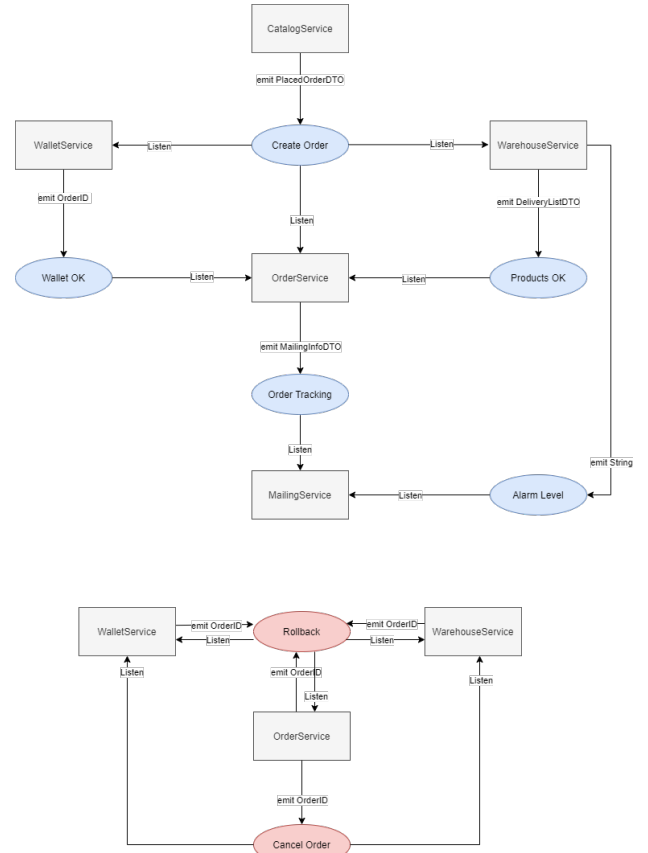 CatalogService
emit PlacedOrderDTO
WalletService
Listen
Create Order
Listen
WarehouseService
emit OrderID
Listen
emit DeliveryListDTO
Wallet OK
Listen
OrderService
Listen
Products OK
emit MailingInfoDTO
Order Tracking
Listen
emit String
MailingService
Listen
Alarm Level
WalletService
emit OrderID
Listen
Rollback
emit OrderID
Listen
WarehouseService
Listen
emit OrderID
Listen
Listen
OrderService
emit OrderID
Cancel Order